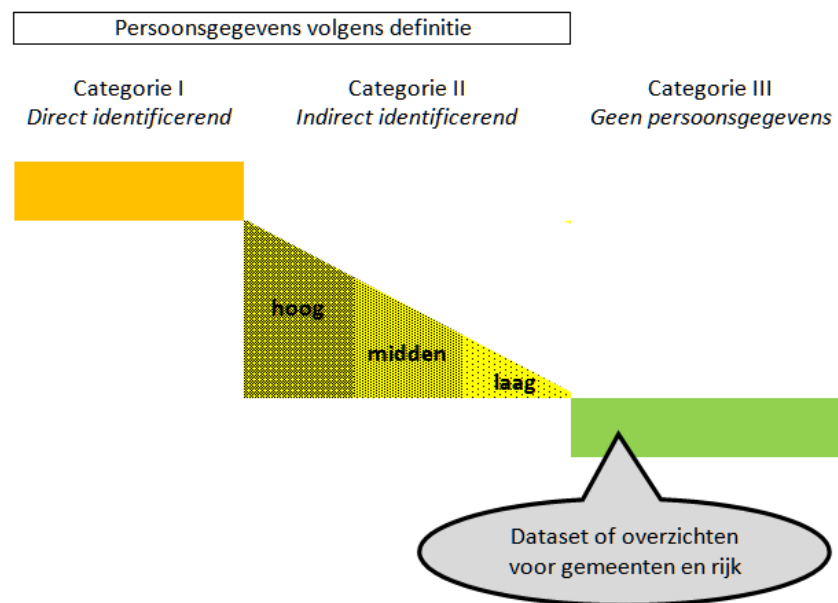 Persoonsgegevens volgens definitie
Categorie I
Direct identificerend
Categorie II
Indirect identificerend
Categorie III
Geen persoonsgegevens
hoog
midden
laag
Dataset of overzichten
voor gemeenten en rijk